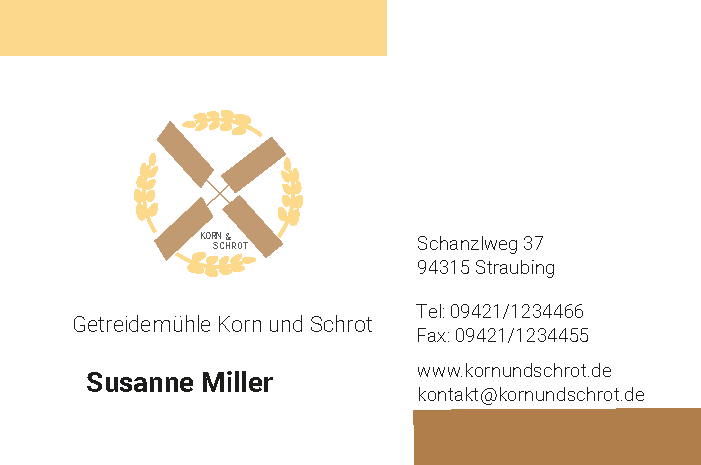 KORN &
SCHROT
Getreidemühle Korn und Schrot
Susanne Miller
Schanzlweg 37
94315 Straubing
Tel: 09421/1234466
Fax: 09421/1234455
www.kornundschrot.de
kontakt@kornundschrot.de